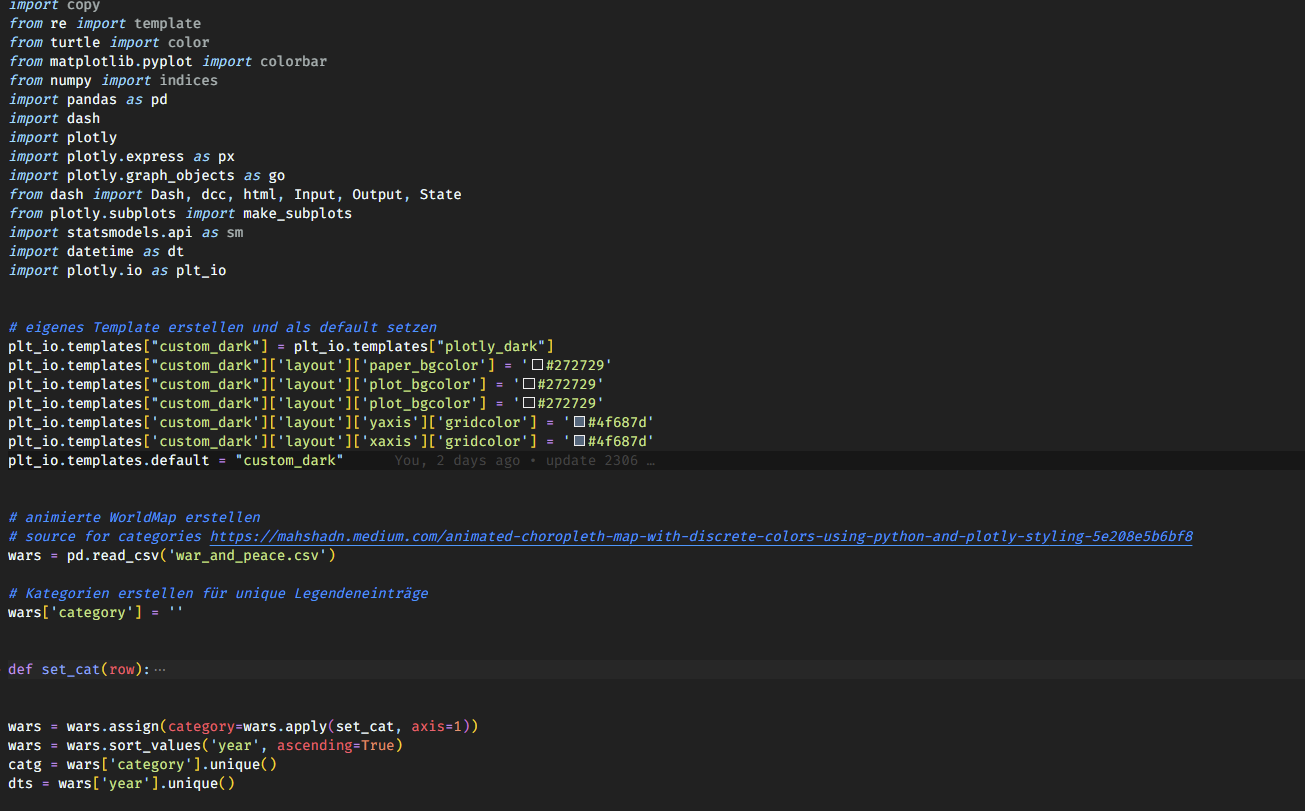 import copy
from re import template
from turtle import color
from matplotlib.pyplot import colorbar
from numpy import indices
import pandas as pd
import dash
import plotly
import plotly.express as px
import plotly.graph_objects as go
from dash import Dash, dcc, html, Input, Output, State
from plotly.subplots import make_subplots
import statsmodels.api as sm
import datetime as dt
import plotly.io as plt_io
# eigenes Template erstellen und als default setzen
plt_io.templates["custom_dark"] = plt_io.templates["plotly_dark"]
plt_io.templates["custom_dark"]['layout']['paper_bgcolor'] = '#272729'
plt_io.templates["custom_dark"]['layout']['plot_bgcolor'] = '#272729'
plt_io.templates["custom_dark"]['layout']['plot_bgcolor'] = '#272729'
plt_io.templates['custom_dark']['layout']['yaxis']['gridcolor'] = '#4f687d'
plt_io.templates['custom_dark']['layout']['xaxis']['gridcolor'] = '#4f687d'
plt_io.templates.default = "custom_dark" You, 2 days ago • update 2306 …
# animierte WorldMap erstellen
# source for categories https://mahshadn.medium.com/animated-choropleth-map-with-discrete-colors-using-python-and-plotly-styling-5e208e5b6bf8
wars = pd.read_csv('war_and_peace.csv')
# Kategorien erstellen für unique Legendeneinträge
wars['category'] = ''
def set_cat(row): ⋯
wars = wars.assign(category=wars.apply(set_cat, axis=1))
wars = wars.sort_values('year', ascending=True)
catg = wars['category'].unique()
dts = wars['year'].unique()